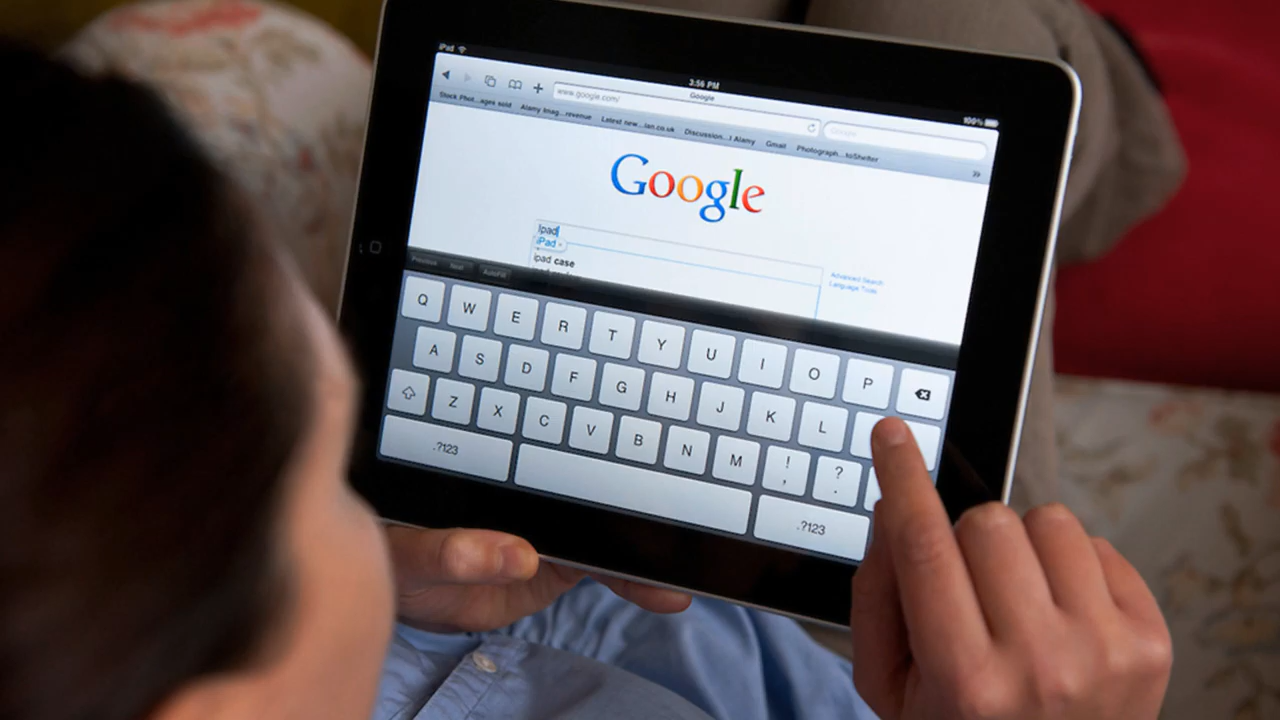 iPad
3:56 PM
100%
Google
www.google.com/
Google
Stock Phot...ages sold Alamy Imag...revenue Latest new...ian.co.uk Discussion...| Alamy Gmail Photograph...toShelter »
Google
Ipad
iPad ×
ipad case
Advanced Search
Language Tools
Previous Next AutoFill
Q W E R T Y U I O P
A S D F G H J K L
Z X C V B N M ! , ? .
.?123 .?123